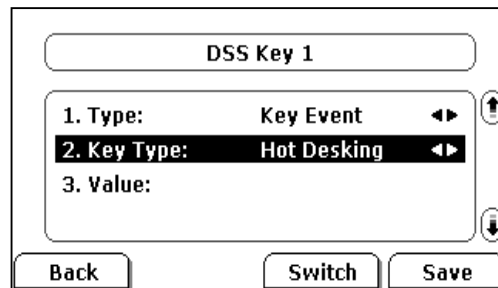 DSS Key 1
1. Type: Key Event
2. Key Type: Hot Desking
3. Value:
Back Switch Save